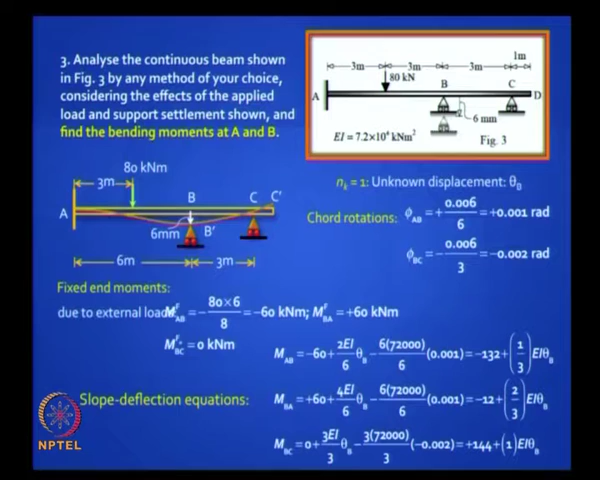 3. Analyse the continuous beam shown
in Fig. 3 by any method of your choice,
considering the effects of the applied
load and support settlement shown, and
find the bending moments at A and B.
3m 3m 3m 1m
80 kN
A B C D
6 mm
EI = 7.2×10⁴ kNm²
Fig. 3
80 kNm
3m
A B C C'
6mm B'
6m 3m
nₖ = 1: Unknown displacement: θ_B
Chord rotations: ϕ_AB = + 0.006/6 = +0.001 rad
ϕ_BC = − 0.006/3 = −0.002 rad
Fixed end moments:
due to external loads M^F_AB = − 80×6/8 = −60 kNm; M^F_BA = +60 kNm
M^F_BC = 0 kNm
Slope-deflection equations:
M_AB = −60 + 2EI/6 θ_B − 6(72000)/6 (0.001) = −132 + (1/3) EIθ_B
M_BA = +60 + 4EI/6 θ_B − 6(72000)/6 (0.001) = −12 + (2/3) EIθ_B
M_BC = 0 + 3EI/3 θ_B − 3(72000)/3 (−0.002) = +144 + (1) EIθ_B
NPTEL